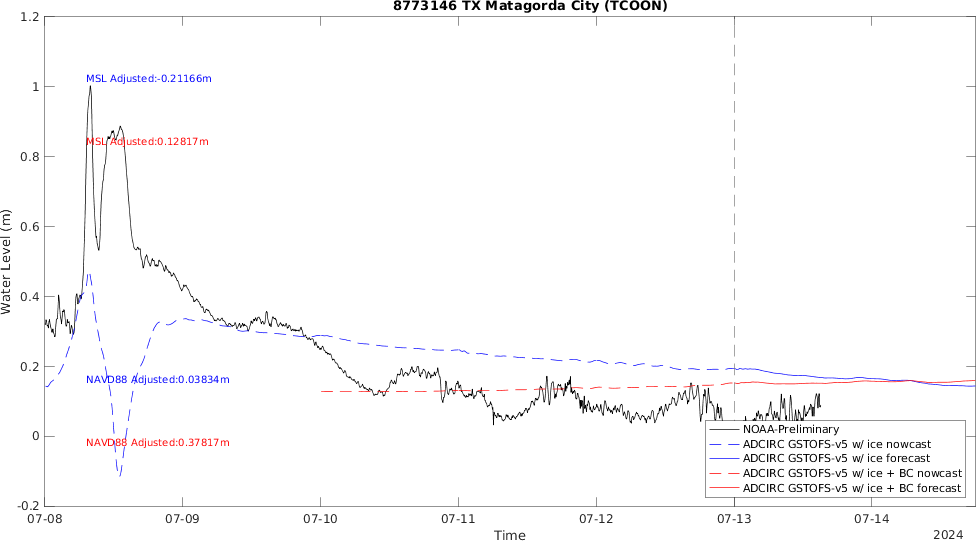 8773146 TX Matagorda City (TCOON)
1.2
1
0.8
0.6
0.4
0.2
0
-0.2
Water Level (m)
MSL Adjusted:-0.21166m
MSL Adjusted:0.12817m
NAVD88 Adjusted:0.03834m
NAVD88 Adjusted:0.37817m
NOAA-Preliminary
ADCIRC GSTOFS-v5 w/ ice nowcast
ADCIRC GSTOFS-v5 w/ ice forecast
ADCIRC GSTOFS-v5 w/ ice + BC nowcast
ADCIRC GSTOFS-v5 w/ ice + BC forecast
07-08 07-09 07-10 07-11 07-12 07-13 07-14
Time
2024